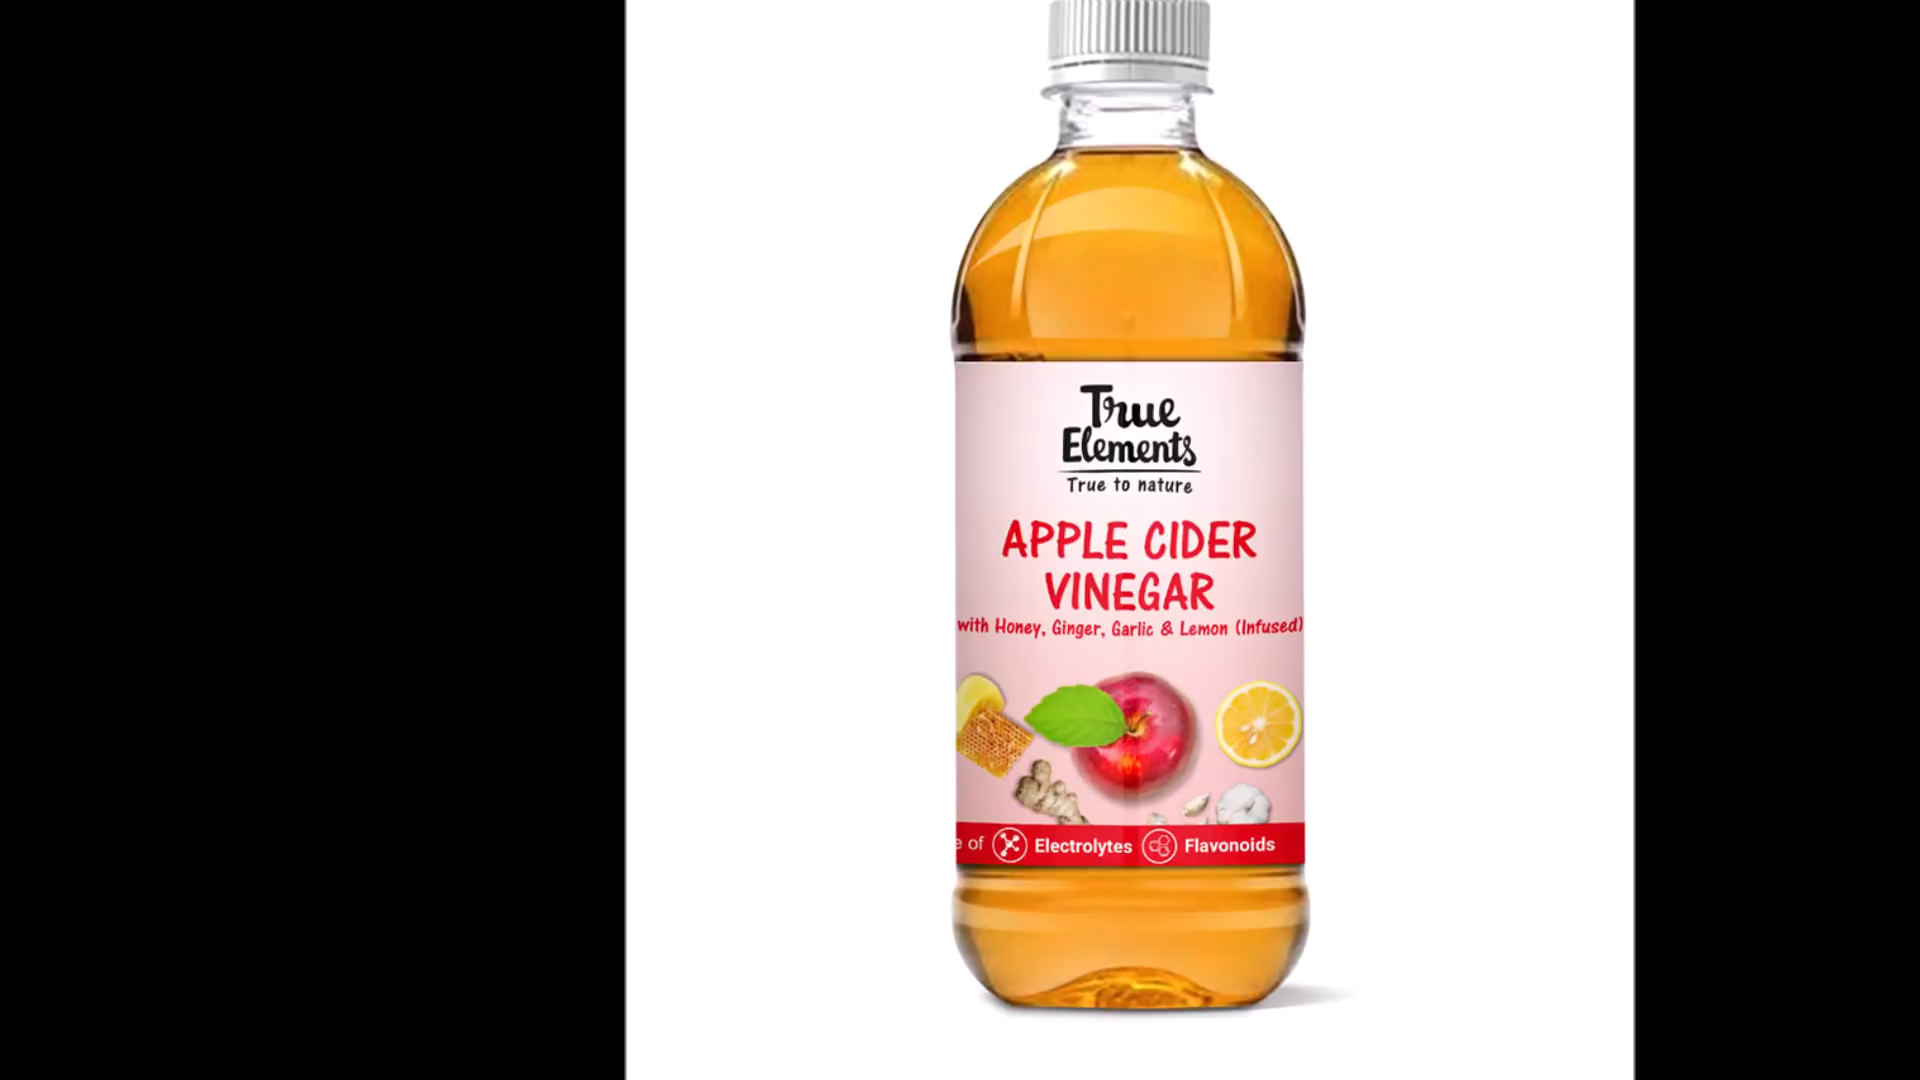 True
Elements
True to nature
APPLE CIDER
VINEGAR
with Honey, Ginger, Garlic & Lemon (Infused)
of Electrolytes Flavonoids